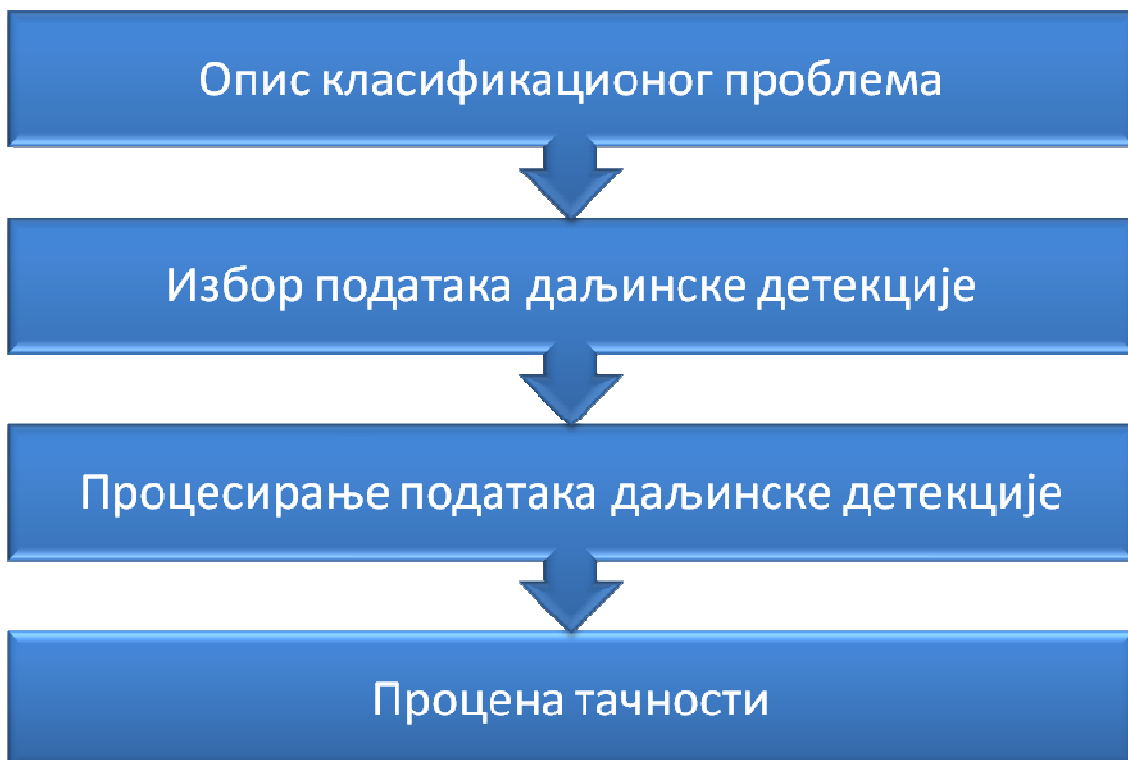 Опис класификационог проблема
Избор података даљинске детекције
Процесирање података даљинске детекције
Процена тачности